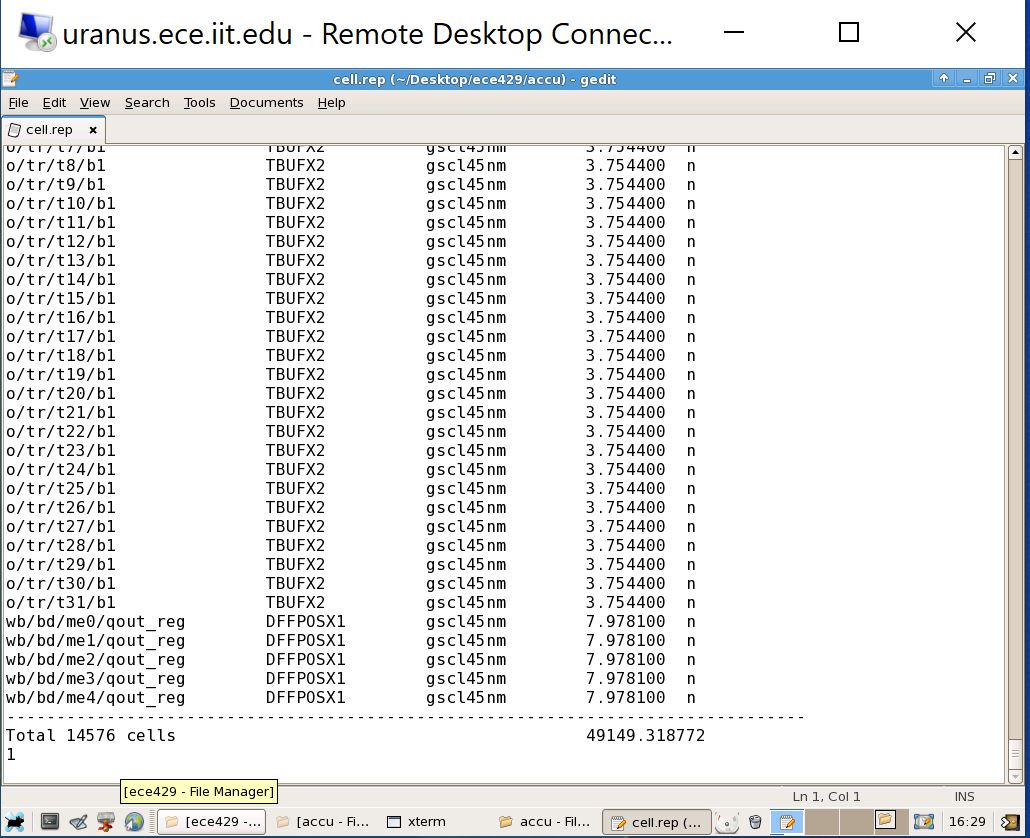 uranus.ece.iit.edu - Remote Desktop Connec...
cell.rep (~/Desktop/ece429/accu) - gedit
File Edit View Search Tools Documents Help
cell.rep
o/tr/t7/b1 TBUFX2 gscl45nm 3.754400 n
o/tr/t8/b1 TBUFX2 gscl45nm 3.754400 n
o/tr/t9/b1 TBUFX2 gscl45nm 3.754400 n
o/tr/t10/b1 TBUFX2 gscl45nm 3.754400 n
o/tr/t11/b1 TBUFX2 gscl45nm 3.754400 n
o/tr/t12/b1 TBUFX2 gscl45nm 3.754400 n
o/tr/t13/b1 TBUFX2 gscl45nm 3.754400 n
o/tr/t14/b1 TBUFX2 gscl45nm 3.754400 n
o/tr/t15/b1 TBUFX2 gscl45nm 3.754400 n
o/tr/t16/b1 TBUFX2 gscl45nm 3.754400 n
o/tr/t17/b1 TBUFX2 gscl45nm 3.754400 n
o/tr/t18/b1 TBUFX2 gscl45nm 3.754400 n
o/tr/t19/b1 TBUFX2 gscl45nm 3.754400 n
o/tr/t20/b1 TBUFX2 gscl45nm 3.754400 n
o/tr/t21/b1 TBUFX2 gscl45nm 3.754400 n
o/tr/t22/b1 TBUFX2 gscl45nm 3.754400 n
o/tr/t23/b1 TBUFX2 gscl45nm 3.754400 n
o/tr/t24/b1 TBUFX2 gscl45nm 3.754400 n
o/tr/t25/b1 TBUFX2 gscl45nm 3.754400 n
o/tr/t26/b1 TBUFX2 gscl45nm 3.754400 n
o/tr/t27/b1 TBUFX2 gscl45nm 3.754400 n
o/tr/t28/b1 TBUFX2 gscl45nm 3.754400 n
o/tr/t29/b1 TBUFX2 gscl45nm 3.754400 n
o/tr/t30/b1 TBUFX2 gscl45nm 3.754400 n
o/tr/t31/b1 TBUFX2 gscl45nm 3.754400 n
wb/bd/me0/qout_reg DFFPOSX1 gscl45nm 7.978100 n
wb/bd/me1/qout_reg DFFPOSX1 gscl45nm 7.978100 n
wb/bd/me2/qout_reg DFFPOSX1 gscl45nm 7.978100 n
wb/bd/me3/qout_reg DFFPOSX1 gscl45nm 7.978100 n
wb/bd/me4/qout_reg DFFPOSX1 gscl45nm 7.978100 n
--------------------------------------------------------------------------------
Total 14576 cells 49149.318772
1
[ece429 - File Manager]
Ln 1, Col 1 INS
[ece429 -... [accu - Fi... xterm accu - Fil... cell.rep (... 16:29